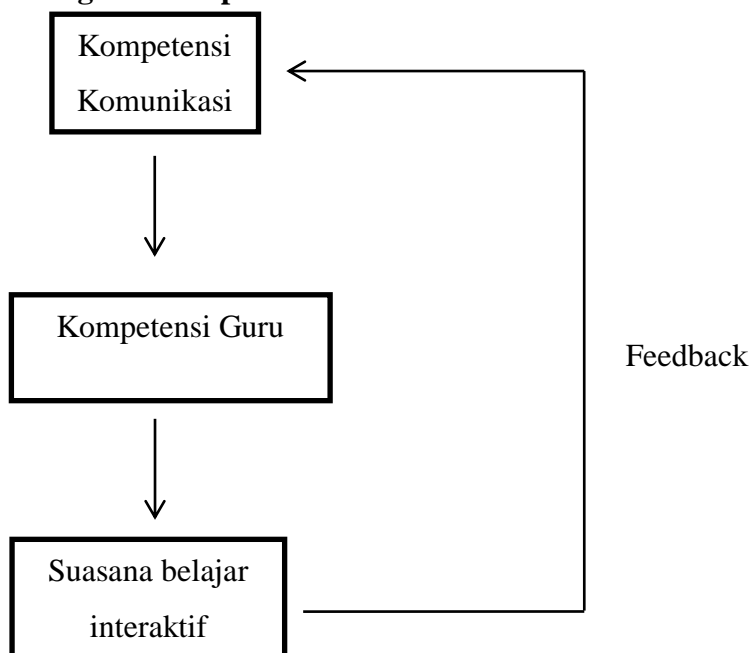 Kompetensi
Komunikasi
Kompetensi Guru
Feedback
Suasana belajar
interaktif